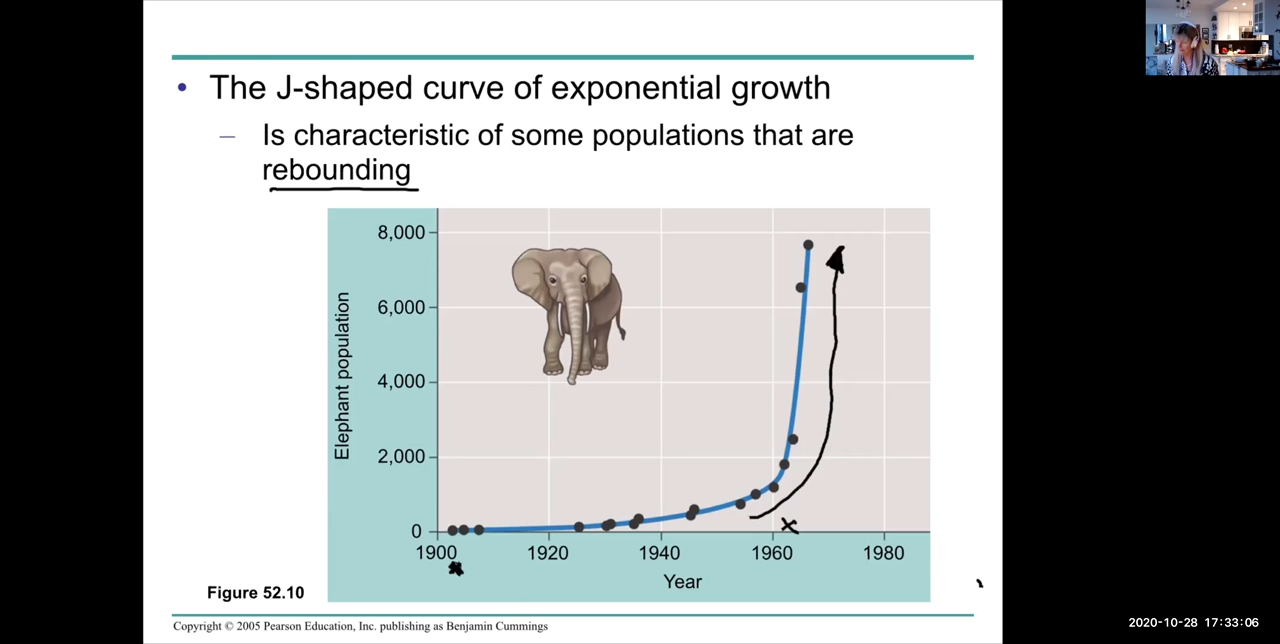 • The J-shaped curve of exponential growth
– Is characteristic of some populations that are
rebounding
8,000
6,000
4,000
2,000
0
Elephant population
1900 1920 1940 1960 1980
Year
Figure 52.10
Copyright © 2005 Pearson Education, Inc. publishing as Benjamin Cummings
2020-10-28 17:33:06